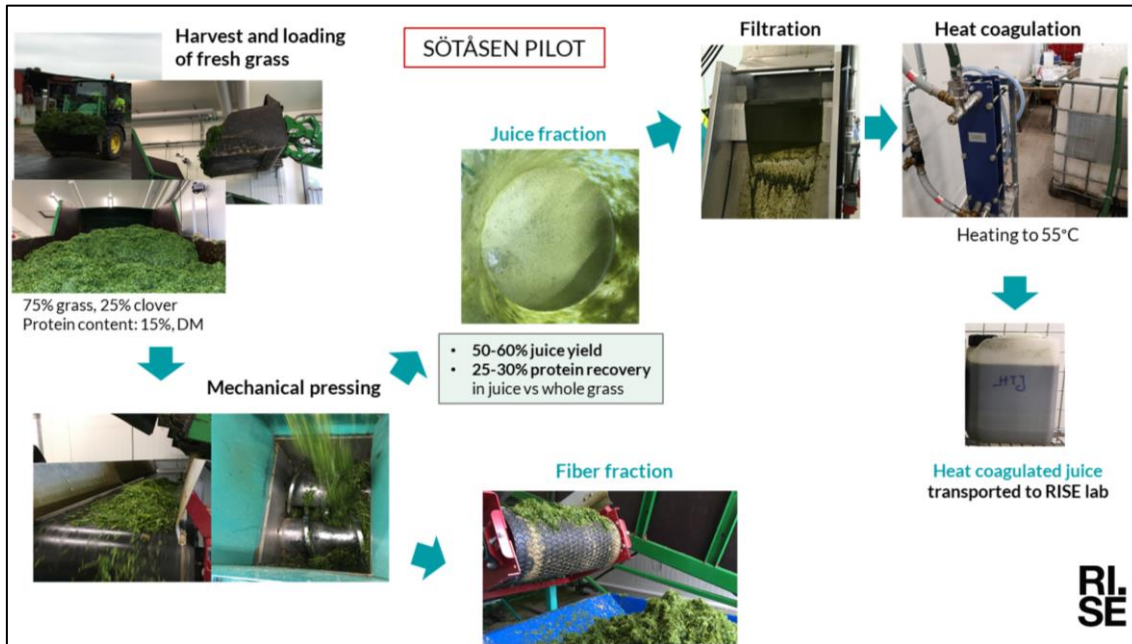 Harvest and loading
of fresh grass
SÖTÅSEN PILOT
75% grass, 25% clover
Protein content: 15%, DM
Mechanical pressing
Juice fraction
• 50-60% juice yield
• 25-30% protein recovery
in juice vs whole grass
Fiber fraction
Filtration
Heat coagulation
Heating to 55°C
Heat coagulated juice
transported to RISE lab
RI.
SE